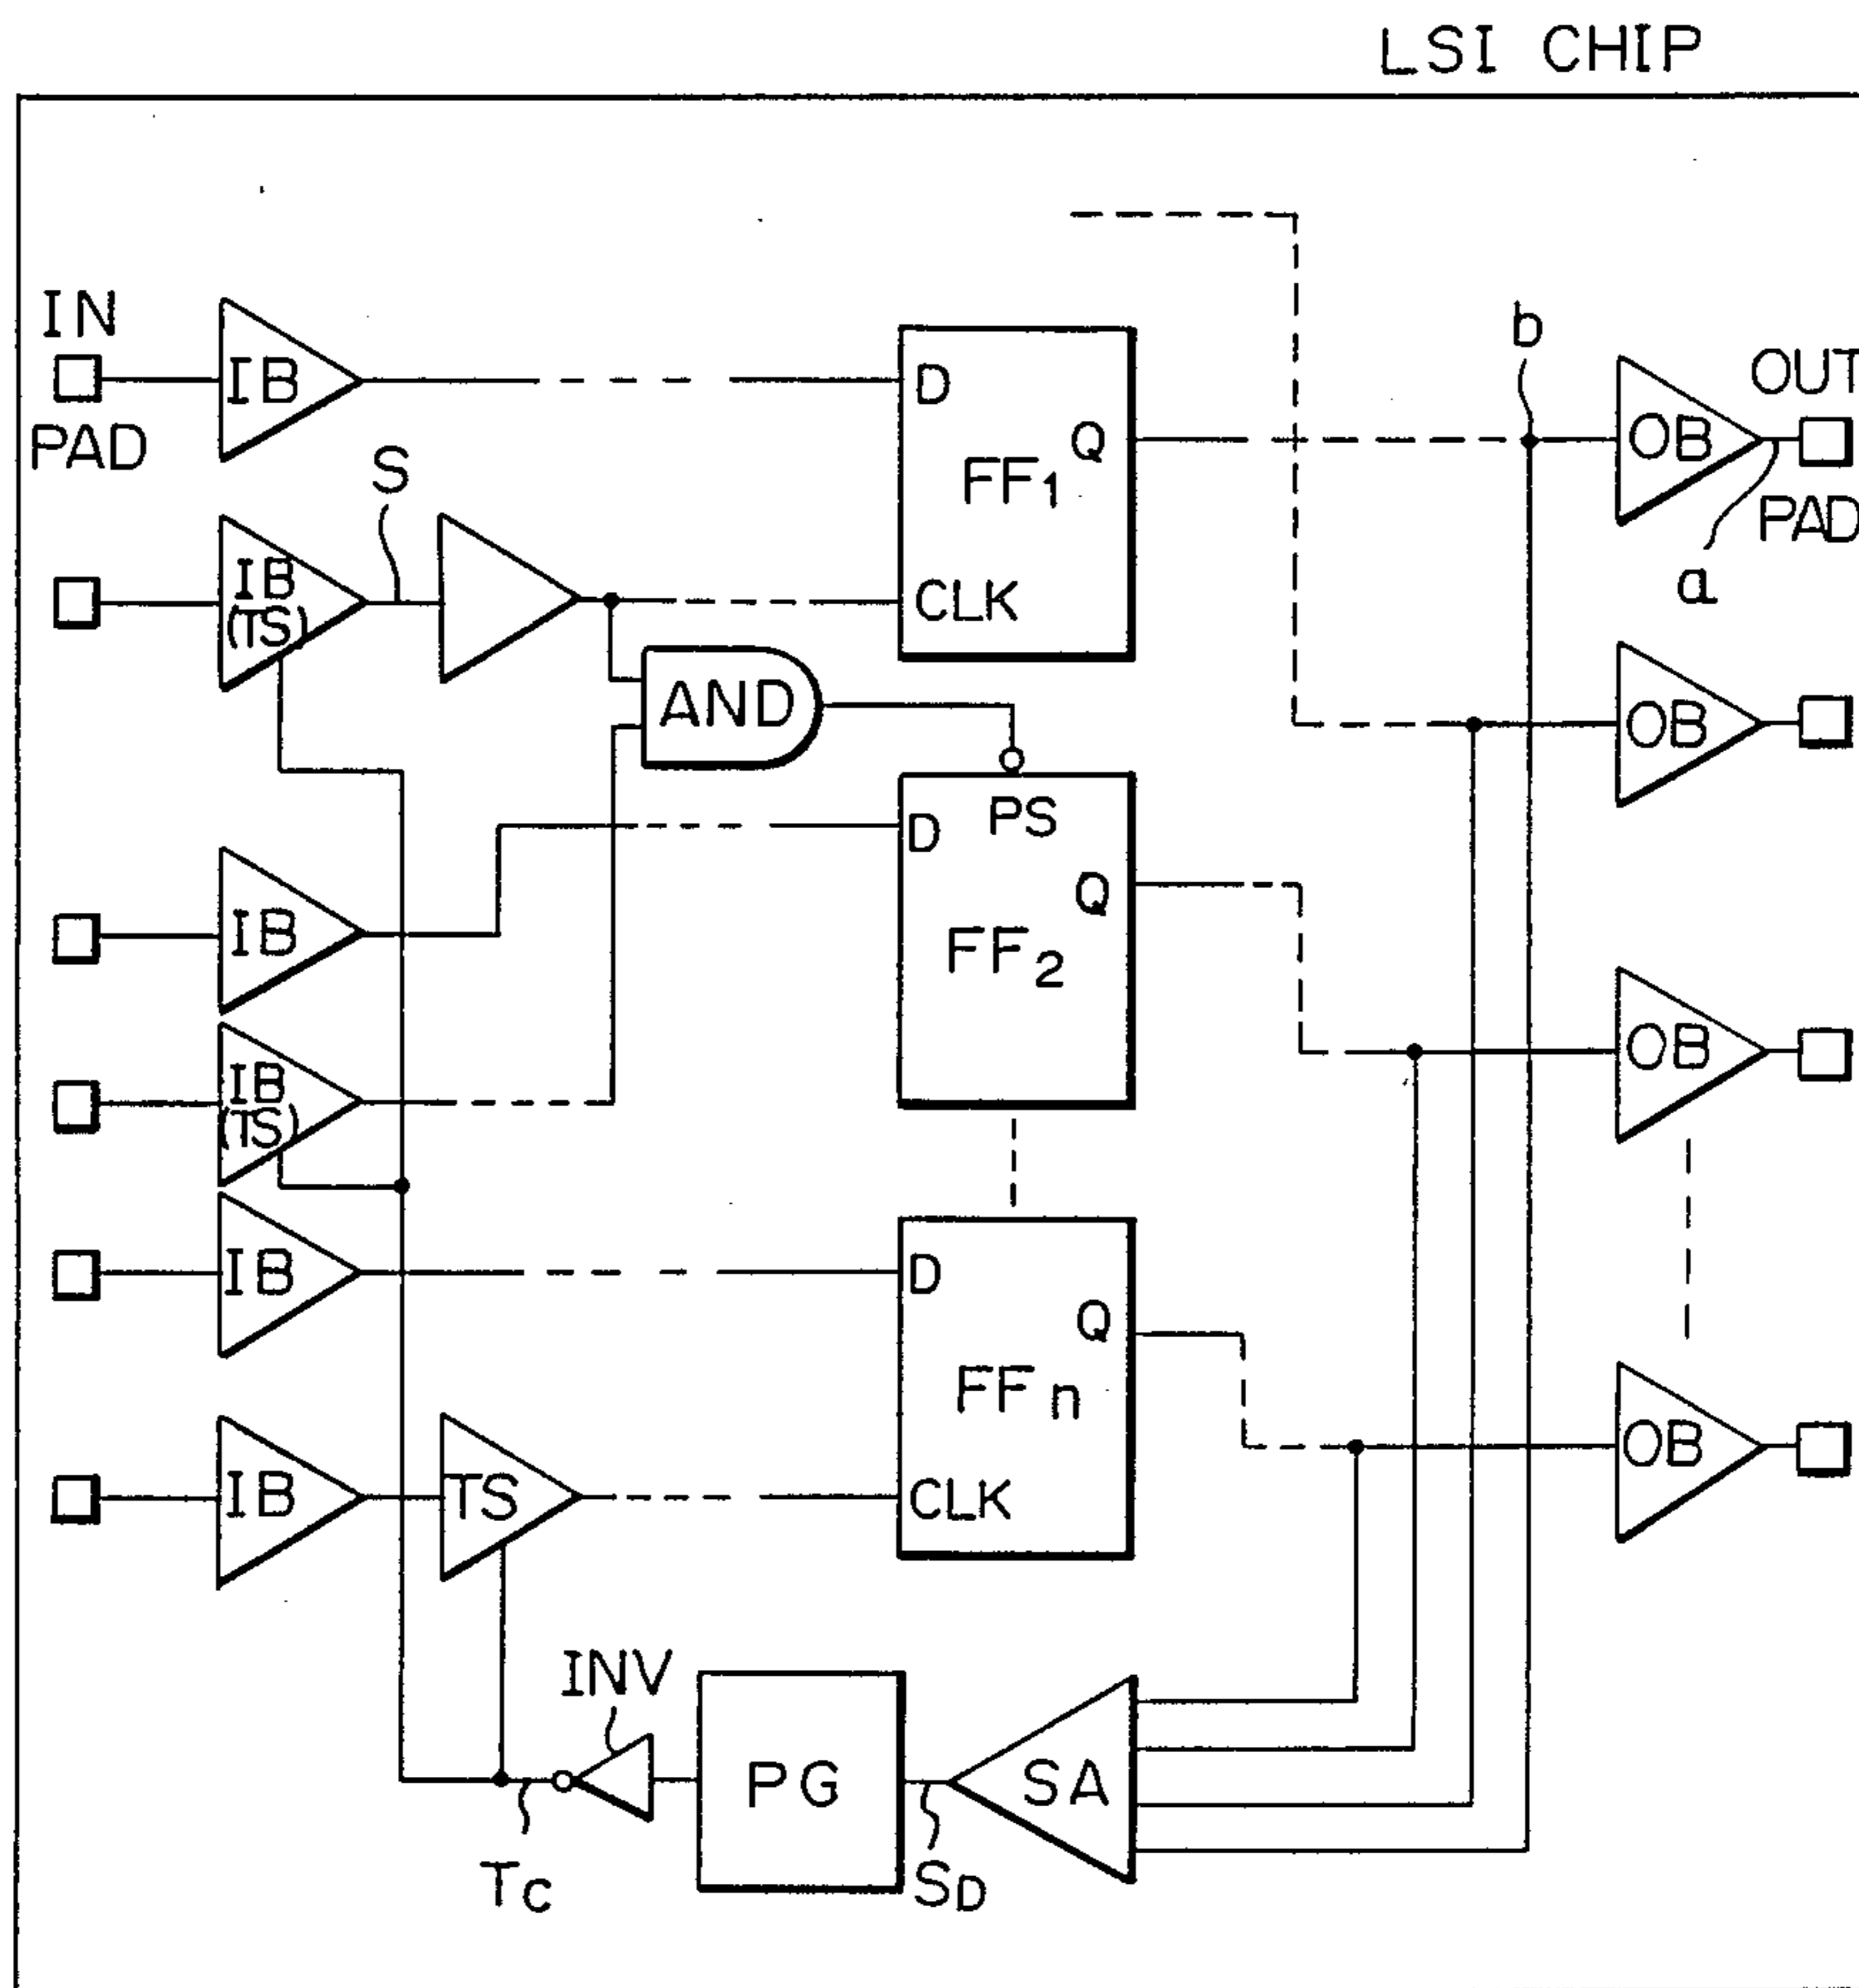 LSI CHIP
IN
PAD
IB
D
Q
FF1
CLK
b
OB
OUT
PAD
a
S
IB
(TS)
AND
OB
IB
D
PS
Q
FF2
OB
IB
(TS)
IB
D
Q
FFn
CLK
OB
IB
TS
INV
PG
SA
Tc
SD